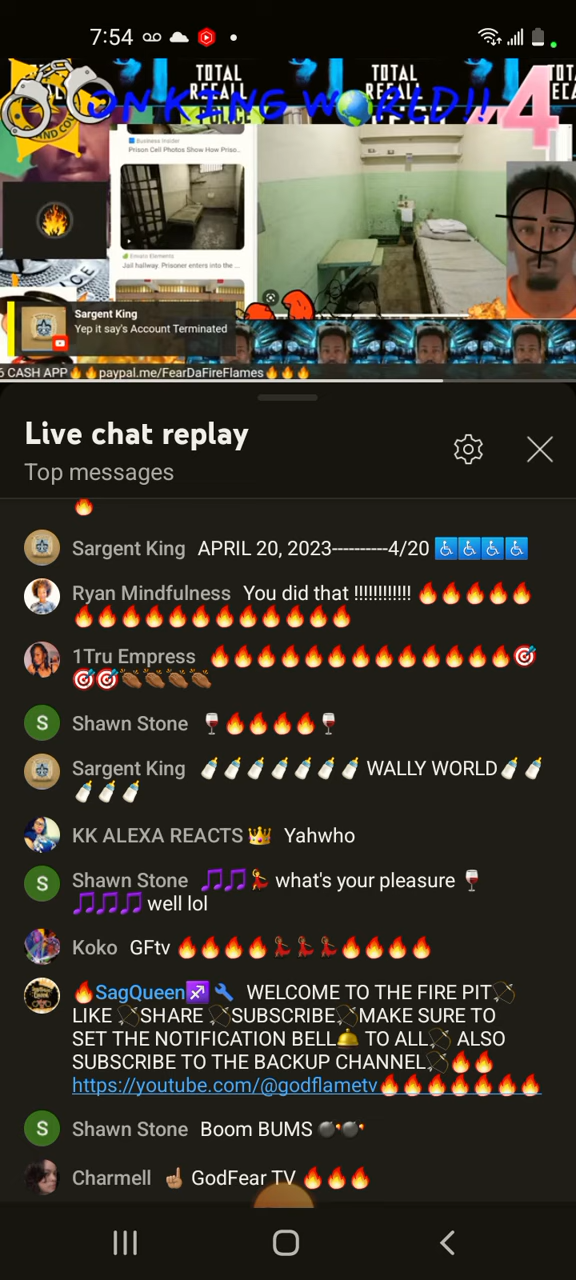 7:54
TOTAL
TOTAL
RECALL
ON KING W🌍RLD!! 4
Business Insider
Prison Cell Photos Show How Priso...
Envato Elements
Jail hallway. Prisoner enters into the ...
Sargent King
Yep it say's Account Terminated
6 CASH APP🔥🔥paypal.me/FearDaFireFlames🔥🔥🔥
Live chat replay
Top messages
🔥
Sargent King APRIL 20, 2023----------4/20 ♿♿♿♿
Ryan Mindfulness You did that !!!!!!!!!!!! 🔥🔥🔥🔥🔥
🔥🔥🔥🔥🔥🔥🔥🔥🔥🔥🔥🔥
1Tru Empress 🔥🔥🔥🔥🔥🔥🔥🔥🔥🔥🔥🔥🔥🎯
🎯🎯👏🏾👏🏾👏🏾👏🏾
S Shawn Stone 🍷🔥🔥🔥🔥🍷
Sargent King 🍼🍼🍼🍼🍼🍼🍼 WALLY WORLD🍼🍼
🍼🍼🍼
KK ALEXA REACTS 👑 Yahwho
S Shawn Stone 🎵🎵💃 what's your pleasure 🍷
🎵🎵🎵 well lol
Koko GFtv 🔥🔥🔥🔥💃💃💃🔥🔥🔥🔥
🔥SagQueen♐🔧 WELCOME TO THE FIRE PIT🏹
LIKE 🏹SHARE 🏹SUBSCRIBE🏹MAKE SURE TO
SET THE NOTIFICATION BELL🛎 TO ALL🏹 ALSO
SUBSCRIBE TO THE BACKUP CHANNEL🏹🔥🔥
https://youtube.com/@godflametv🔥🔥🔥🔥🔥🔥🔥
S Shawn Stone Boom BUMS 💣💣
Charmell ☝🏽 GodFear TV 🔥🔥🔥